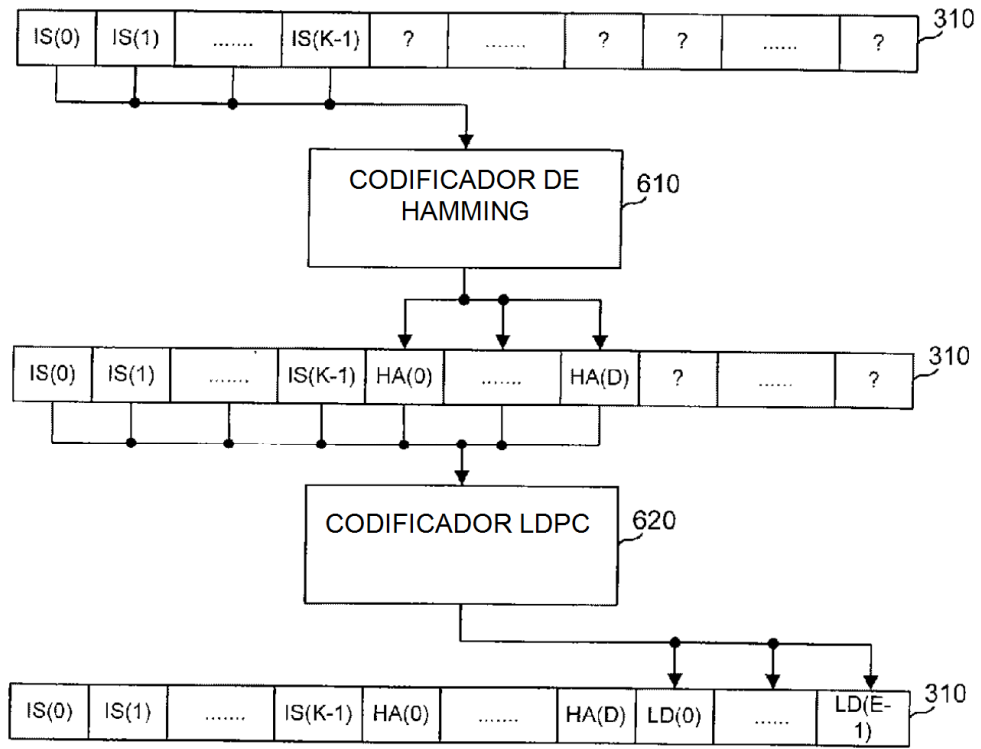 IS(0) IS(1) ....... IS(K-1) ? ....... ? ? ...... ? 310
CODIFICADOR DE
HAMMING
610
IS(0) IS(1) ....... IS(K-1) HA(0) ....... HA(D) ? ...... ? 310
CODIFICADOR LDPC 620
IS(0) IS(1) ....... IS(K-1) HA(0) ....... HA(D) LD(0) ...... LD(E-
1) 310